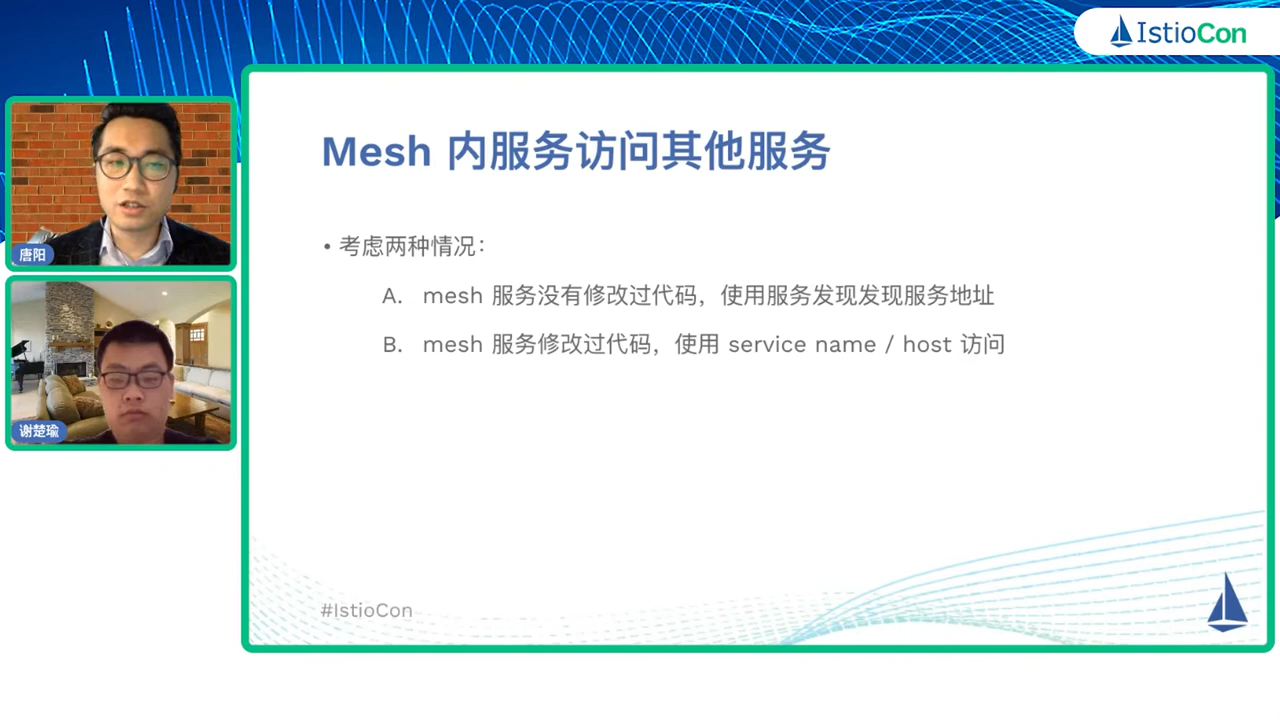 IstioCon
Mesh 内服务访问其他服务
• 考虑两种情况：
A. mesh 服务没有修改过代码，使用服务发现发现服务地址
B. mesh 服务修改过代码，使用 service name / host 访问
#IstioCon
唐阳
谢楚瑜